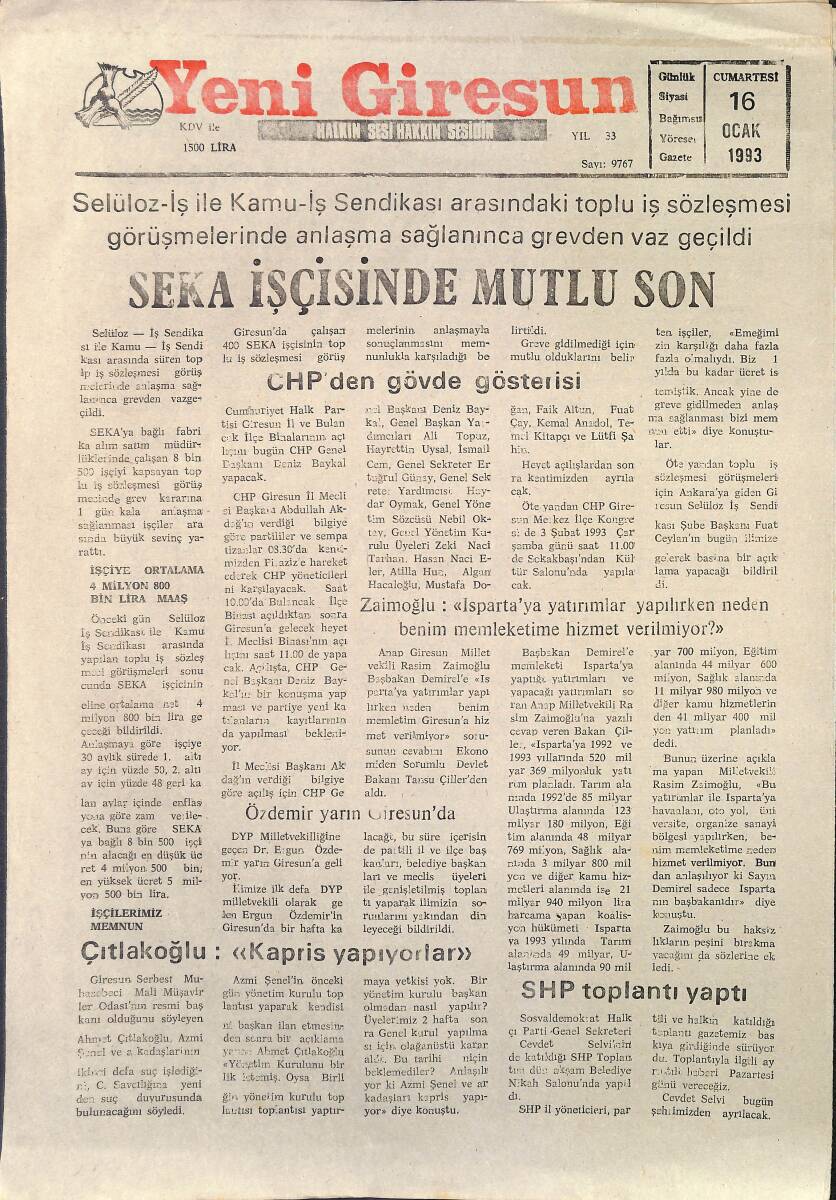 Yeni Giresun
KDV ile
1500 LİRA
HALKIN SESİ HAKKIN SESİDİR
YIL 33
Sayı: 9767
Günlük
Siyasi
Bağımsız
Yöresel
Gazete
CUMARTESİ
16
OCAK
1993
Selüloz-İş ile Kamu-İş Sendikası arasındaki toplu iş sözleşmesi
görüşmelerinde anlaşma sağlanınca grevden vaz geçildi
SEKA İŞÇİSİNDE MUTLU SON
Selüloz — İş Sendika
sı ile Kamu — İş Sendi
kası arasında süren top
görüş
melerinde anlaşma sağ-
lanınca grevden vazge-
çildi.
SEKA'ya bağlı fabri
ka alım satım müdür-
lüklerinde çalışan 8 bin
500 işçiyi kapsayan top
lu iş sözleşmesi görüş
mesinde grev kararına
1 gün kala anlaşma
sağlanması işçiler ara
sında büyük sevinç ya-
rattı.
İŞÇİYE ORTALAMA
4 MİLYON 800
BİN LİRA MAAŞ
Önceki gün Selüloz
İş Sendikası ile Kamu
İş Sendikası arasında
yapılan toplu iş sözleş
mesi görüşmeleri sonu
cunda SEKA işçicinin
eline ortalama net 4
milyon 800 bin lira ge
çeceği bildirildi.
Anlaşmaya göre işçiye
30 aylık sürede 1. altı
ay için yüzde 50, 2. altı
ay için yüzde 48 geri ka
lan aylar içinde enflas
yona göre zam verile-
cek. Buna göre SEKA
ya bağlı 8 bin 500 işçi
nin alacağı en düşük üc
ret 4 milyon 500 bin;
en yüksek ücret 5 mil-
yon 500 bin lira.
İŞÇİLERİMİZ
MEMNUN
Giresun'da çalışan
400 SEKA işçisinin top
lu iş sözleşmesi görüş
melerinin anlaşmayla
sonuçlanmasını mem-
nunlukla karşıladığı be
lirtildi.
Greve gidilmediği için
mutlu olduklarını belir
ten işçiler, «Emeğimi
zin karşılığı daha fazla
fazla olmalıydı. Biz 1
yılda bu kadar ücret is
temiştik. Ancak yine de
greve gidilmeden anlaş
ma sağlanması bizi mem
nun etti» diye konuştu-
lar.
Öte yandan toplu iş
sözleşmesi görüşmeleri
için Ankara'ya giden Gi
resun Selüloz İş Sendi
kası Şube Başkanı Fuat
Ceylan'ın bugün ilimize
gelerek basına bir açık
lama yapacağı bildiril
di.
CHP'den gövde gösterisi
Cumhuriyet Halk Par
tisi Giresun İl ve Bulan
cak İlçe Binalarının açı
lışını bugün CHP Genel
Başkanı Deniz Baykal
yapacak.
CHP Giresun İl Mecli
si Başkanı Abdullah Ak-
dağ'ın verdiği bilgiye
göre partililer ve sempa
tizanlar 08.30'da kent-
mizden Piraziz'e hareket
ederek CHP yöneticileri
ni karşılayacak. Saat
10.00'da Bulancak İlçe
Binası açıldıktan sonra
Giresun'a gelecek heyet
İl Meclisi Binası'nın açı
lışını saat 11.00 de yapa
cak. Açılışta, CHP Ge-
nel Başkanı Deniz Bay-
kal'ın bir konuşma yap
ması ve partiye yeni ka
tılanların kayıtlarının
da yapılması bekleni-
yor.
İl Meclisi Başkanı Ak
dağ'ın verdiği bilgiye
göre açılış için CHP Ge
nel Başkanı Deniz Bay-
kal, Genel Başkan Yar-
dımcıları Ali Topuz,
Hayrettin Uysal, İsmail
Cem, Genel Sekreter Er
tuğrul Günay, Genel Sek
reter Yardımcısı Hay-
dar Oymak, Genel Yöne
tim Sözcüsü Nebil Ok-
tay, Genel Yönetim Ku-
rulu Üyeleri Zeki Naci
Tarhan, Hasan Naci E-
ler, Atilla Hun, Algan
Hacaloğlu, Mustafa Do-
ğan, Faik Altun, Fuat
Çay, Kemal Anadol, Te-
mel Kitapçı ve Lütfi Şa
hin.
Heyet açılışlardan son
ra kentimizden ayrıla
cak.
Öte yandan CHP Gire-
sun Merkez İlçe Kongre
si de 3 Şubat 1993 Çar
şamba günü saat 11.00
de Sokakbaşı'ndan Kül
tür Salonu'nda yapıla
cak.
Zaimoğlu : «Isparta'ya yatırımlar yapılırken neden
benim memleketime hizmet verilmiyor?»
Anap Giresun Millet
vekili Rasim Zaimoğlu
Başbakan Demirel'e «Is
parta'ya yatırımlar yapı
lırken neden benim
memletim Giresun'a hiz
met verilmiyor» soru-
sunun cevabını Ekono
miden Sorumlu Devlet
Bakanı Tansu Çiller'den
aldı.
Başbakan Demirel'e
memleketi Isparta'ya
yaptığı yatırımları ve
yapacağı yatırımları so
ran Anap Milletvekili Ra
sim Zaimoğlu'na yazılı
cevap veren Bakan Çil-
ler, «Isparta'ya 1992 ve
1993 yıllarında 520 mil
yar 369 milyonluk yatı
rım planladı. Tarım ala
nında 1992'de 85 milyar
Ulaştırma alanında 123
milyar 180 milyon, Eği
tim alanında 48 milyar
769 milyon, Sağlık ala-
nında 3 milyar 800 mil
yon ve diğer kamu hiz-
metleri alanında ise 21
milyar 940 milyon lira
harcama yapan koalis-
yon hükümeti Isparta
ya 1993 yılında Tarım
alanında 49 milyar, U-
laştırma alanında 90 mil
yar 700 milyon, Eğitim
alanında 44 milyar 600
milyon, Sağlık alanında
11 milyar 980 milyon ve
diğer kamu hizmetlerin
den 41 milyar 400 mil
yon yatırım planladı»
dedi.
Bunun üzerine açıkla
ma yapan Milletvekili
Rasim Zaimoğlu, «Bu
yatırımlar ile Isparta'ya
havaalanı, oto yol, üni
versite, organize sanayi
bölgesi yapılırken, be-
nim memleketime neden
hizmet verilmiyor. Bun
dan anlaşılıyor ki Sayın
Demirel sadece Isparta
nın başbakanıdır» diye
konuştu.
Zaimoğlu bu haksız
lıkların peşini bırakma
yacağını da sözlerine ek
ledi.
Özdemir yarın Giresun'da
DYP Milletvekilliğine
geçen Dr. Ergun Özde-
mir yarın Giresun'a geli
yor.
İlimize ilk defa DYP
milletvekili olarak ge
len Ergun Özdemir'in
Giresun'da bir hafta ka
lacağı, bu süre içerisin
de partili il ve ilçe baş
kanları, belediye başkan
ları ve meclis üyeleri
ile genişletilmiş toplan
tı yaparak ilimizin so-
runlarını yakından din
leyeceği bildirildi.
Çıtlakoğlu : «Kapris yapıyorlar»
Giresun Serbest Mu-
hasebeci Mali Müşavir
ler Odası'nın resmi baş
kanı olduğunu söyleyen
Ahmet Çıtlakoğlu, Azmi
Şenel ve arkadaşlarının
ikinci defa suç işlediği-
ni, C. Savcılığına yeni
den suç duyurusunda
bulunacağını söyledi.
Azmi Şenel'in önceki
gün yönetim kurulu top
lantısı yaparak kendisi
ni başkan ilan etmesin-
den sonra bir açıklama
yapan Ahmet Çıtlakoğlu
«Yönetim Kurulunun bir
lik istemiş. Oysa Birli
ğin yönetim kurulu top
lantısı toplantısı yaptır-
maya yetkisi yok. Bir
yönetim kurulu başkan
olmadan nasıl yapılır?
Üyelerimiz 2 hafta son
ra Genel kurul yapılma
sı için olağanüstü karar
aldı. Bu tarihi niçin
beklemediler? Anlaşılı
yor ki Azmi Şenel ve ar
kadaşları kapris yapı-
yor» diye konuştu.
SHP toplantı yaptı
Sosyaldemokrat Halk
çı Parti Genel Sekreteri
Cevdet Selvi'nin
de katıldığı SHP Toplan
tısı dün akşam Belediye
Nikah Salonu'nda yapıl
dı.
SHP il yöneticileri, par
tili ve halkın katıldığı
toplantı gazetemiz bas
kıya girdiğinde sürüyor
du. Toplantıyla ilgili ay
rıntılı haberi Pazartesi
günü vereceğiz.
Cevdet Selvi bugün
şehrimizden ayrılacak.